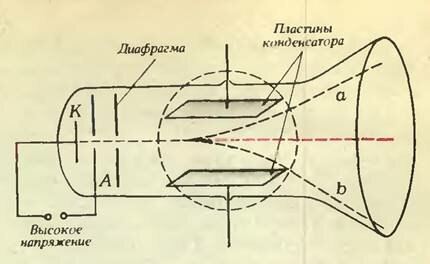 Пластины
конденсатора
Диафрагма
K
a
A
b
Высокое
напряжение